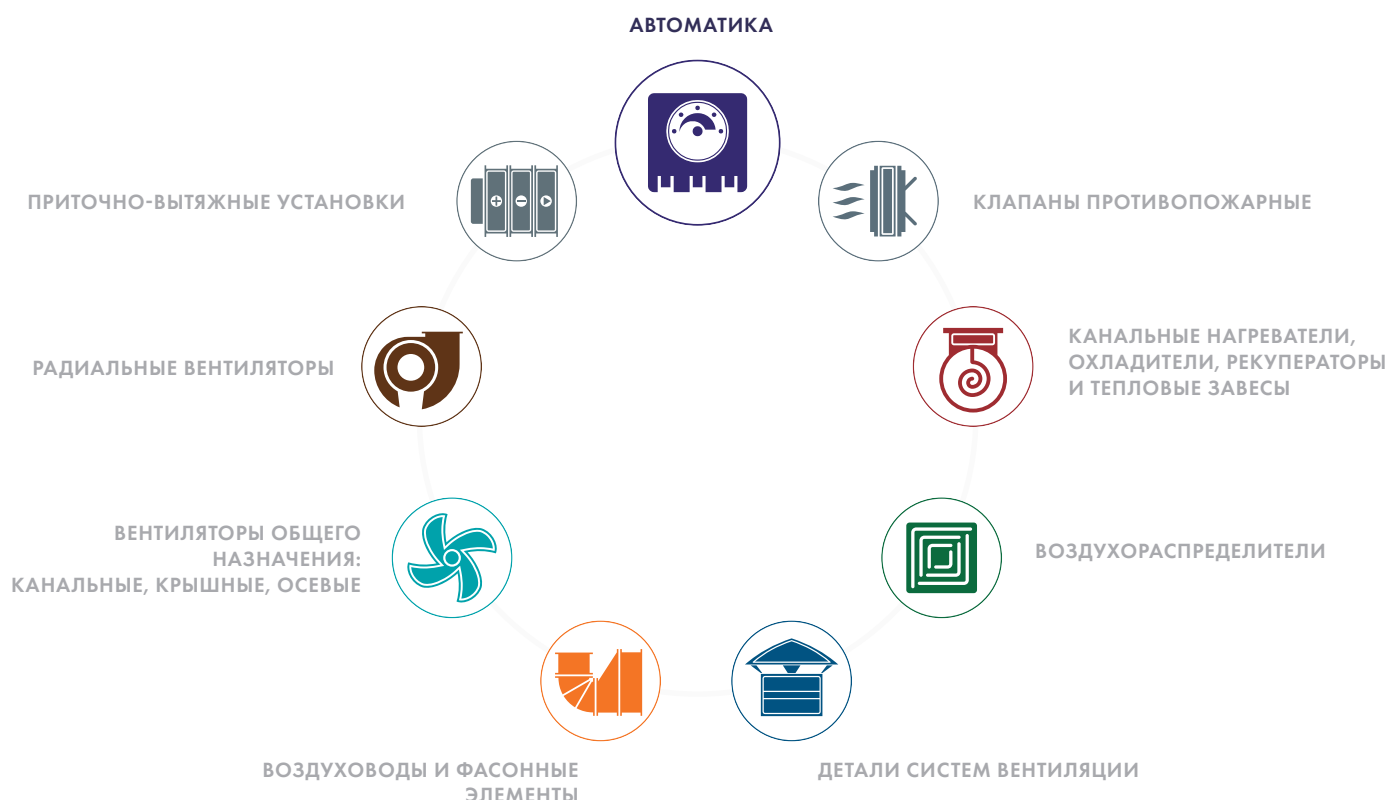 АВТОМАТИКА
ПРИТОЧНО-ВЫТЯЖНЫЕ УСТАНОВКИ
КЛАПАНЫ ПРОТИВОПОЖАРНЫЕ
РАДИАЛЬНЫЕ ВЕНТИЛЯТОРЫ
КАНАЛЬНЫЕ НАГРЕВАТЕЛИ,
ОХЛАДИТЕЛИ, РЕКУПЕРАТОРЫ
И ТЕПЛОВЫЕ ЗАВЕСЫ
ВЕНТИЛЯТОРЫ ОБЩЕГО
НАЗНАЧЕНИЯ:
КАНАЛЬНЫЕ, КРЫШНЫЕ, ОСЕВЫЕ
ВОЗДУХОРАСПРЕДЕЛИТЕЛИ
ВОЗДУХОВОДЫ И ФАСОННЫЕ
ЭЛЕМЕНТЫ
ДЕТАЛИ СИСТЕМ ВЕНТИЛЯЦИИ